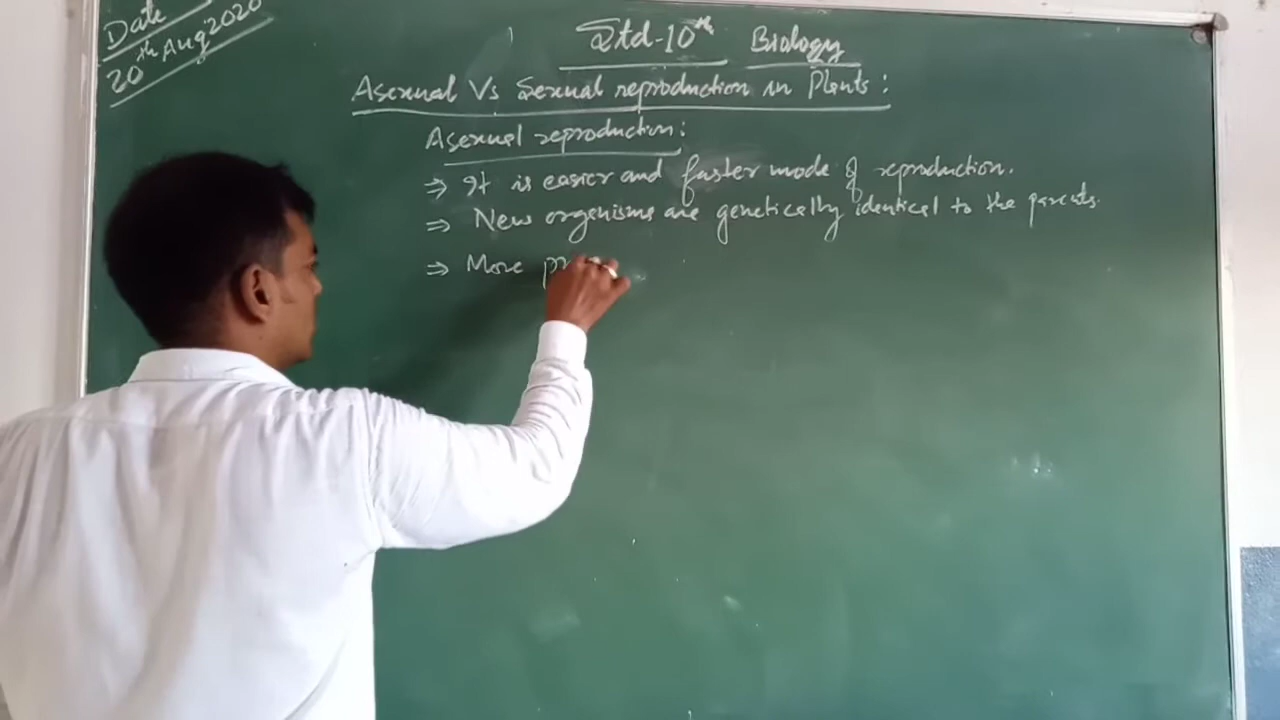 Date
20th Aug 2020
Std-10th Biology
Asexual Vs Sexual reproduction in Plants:
Asexual reproduction:
⇒ It is easier and faster mode of reproduction.
⇒ New organisms are genetically identical to the parents.
⇒ More